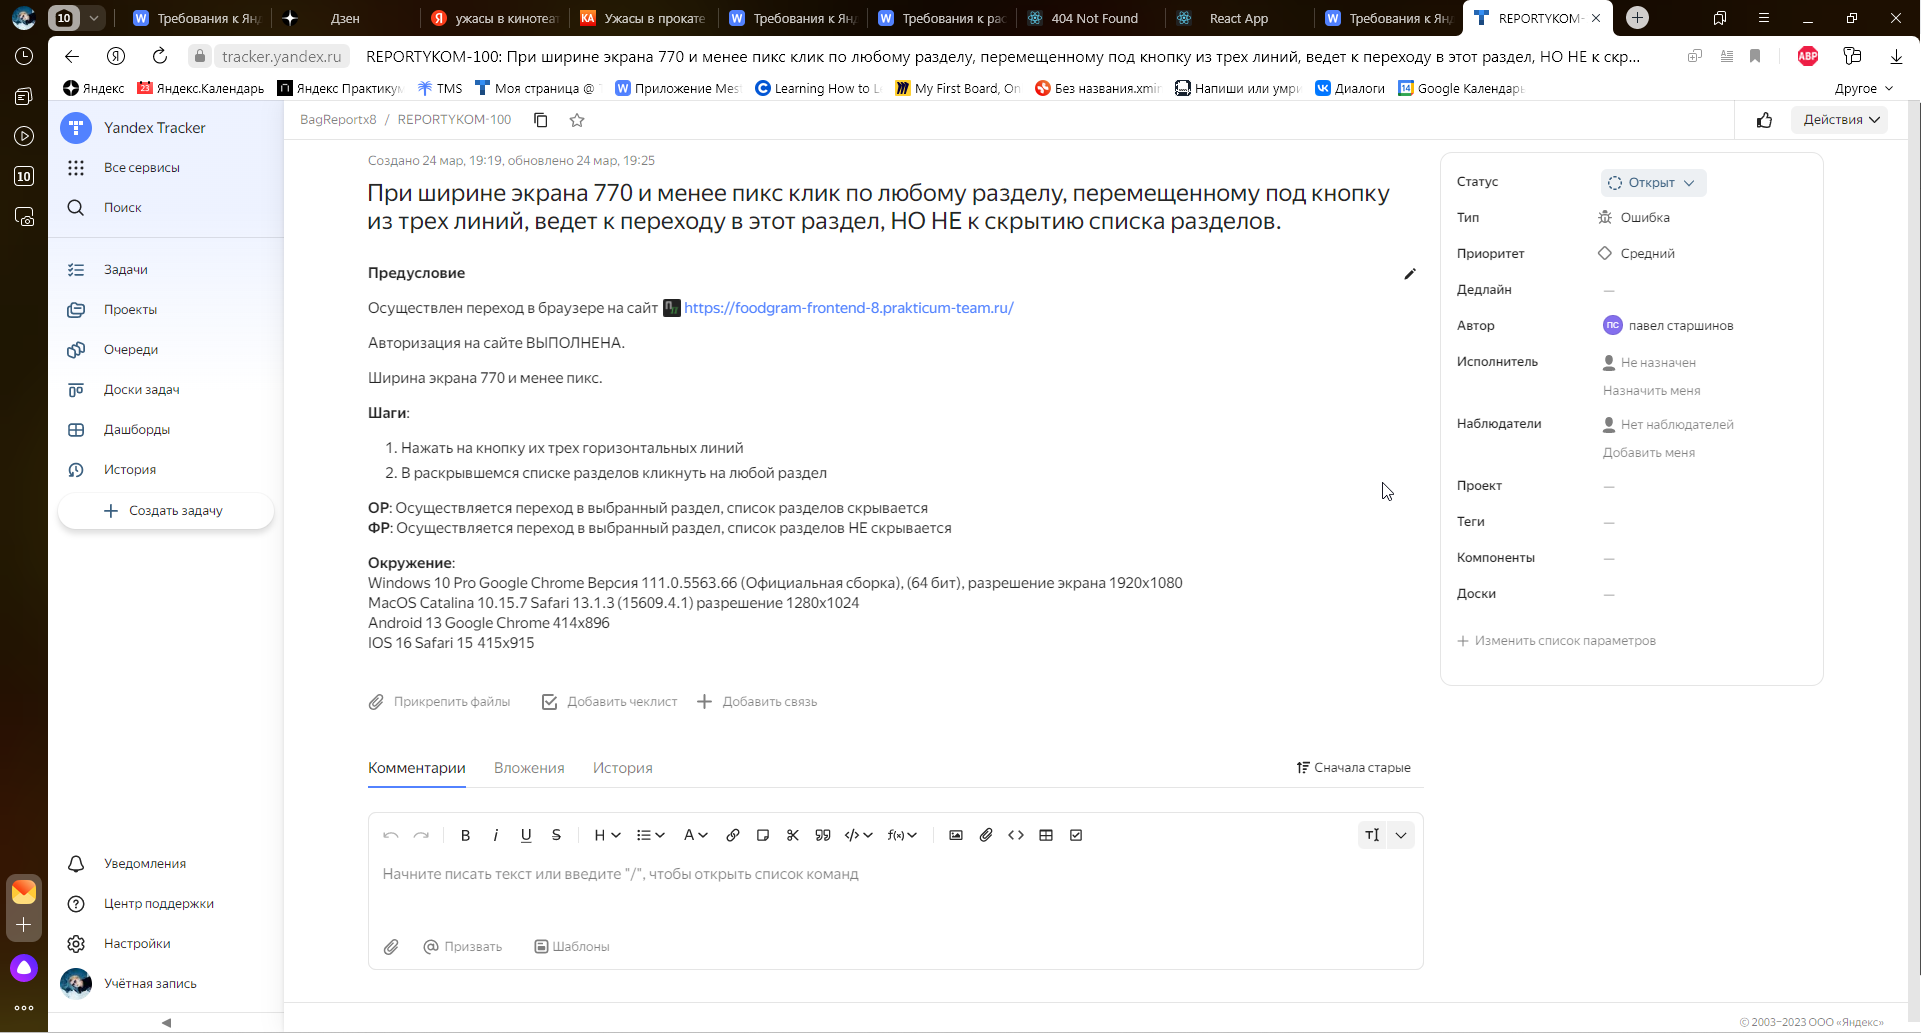 10
Требования к Янд
Дзен
ужасы в кинотеат
Ужасы в прокате
Требования к Янд
Требования к рас
404 Not Found
React App
Требования к Янд
REPORTYKOM-
tracker.yandex.ru
REPORTYKOM-100: При ширине экрана 770 и менее пикс клик по любому разделу, перемещенному под кнопку из трех линий, ведет к переходу в этот раздел, НО НЕ к скр...
ABP
Яндекс
23 Яндекс.Календарь
Яндекс Практикум
TMS
Моя страница @
Приложение Mes
Learning How to L
My First Board, On
Без названия.xmin
Напиши или умри
Диалоги
14 Google Календарь
Другое
10
Yandex Tracker
Все сервисы
Поиск
Задачи
Проекты
Очереди
Доски задач
Дашборды
История
Создать задачу
Уведомления
Центр поддержки
Настройки
Учётная запись
BagReportx8 / REPORTYKOM-100
Действия
Создано 24 мар, 19:19, обновлено 24 мар, 19:25
При ширине экрана 770 и менее пикс клик по любому разделу, перемещенному под кнопку
из трех линий, ведет к переходу в этот раздел, НО НЕ к скрытию списка разделов.
Предусловие
Осуществлен переход в браузере на сайт https://foodgram-frontend-8.prakticum-team.ru/
Авторизация на сайте ВЫПОЛНЕНА.
Ширина экрана 770 и менее пикс.
Шаги:
1. Нажать на кнопку их трех горизонтальных линий
2. В раскрывшемся списке разделов кликнуть на любой раздел
ОР: Осуществляется переход в выбранный раздел, список разделов скрывается
ФР: Осуществляется переход в выбранный раздел, список разделов НЕ скрывается
Окружение:
Windows 10 Pro Google Chrome Версия 111.0.5563.66 (Официальная сборка), (64 бит), разрешение экрана 1920x1080
MacOS Catalina 10.15.7 Safari 13.1.3 (15609.4.1) разрешение 1280x1024
Android 13 Google Chrome 414x896
IOS 16 Safari 15 415x915
Прикрепить файлы
Добавить чеклист
Добавить связь
Комментарии
Вложения
История
Сначала старые
Начните писать текст или введите "/", чтобы открыть список команд
Призвать
Шаблоны
Статус
Открыт
Тип
Ошибка
Приоритет
Средний
Дедлайн
—
Автор
ПС павел старшинов
Исполнитель
Не назначен
Назначить меня
Наблюдатели
Нет наблюдателей
Добавить меня
Проект
—
Теги
—
Компоненты
—
Доски
—
Изменить список параметров
© 2003–2023 ООО «Яндекс»